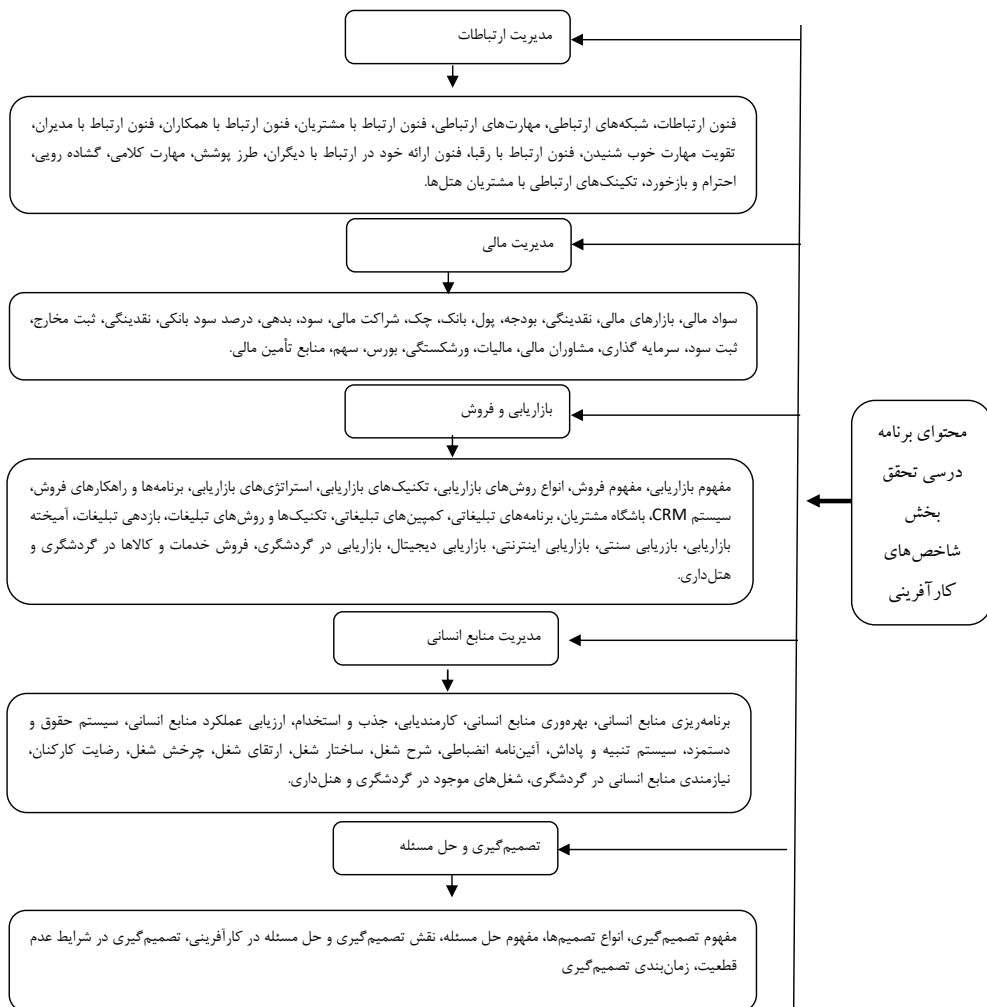 مدیریت ارتباطات
فنون ارتباطات، شبکه‌های ارتباطی، مهارت‌های ارتباطی، فنون ارتباط با مشتریان، فنون ارتباط با همکاران، فنون ارتباط با مدیران،
تقویت مهارت خوب شنیدن، فنون ارتباط با رقبا، فنون ارائه خود در ارتباط با دیگران، طرز پوشش، مهارت کلامی، گشاده رویی،
احترام و بازخورد، تکینک‌های ارتباطی با مشتریان هتل‌ها.
مدیریت مالی
سواد مالی، بازارهای مالی، نقدینگی، بودجه، پول، بانک، چک، شراکت مالی، سود، بدهی، درصد سود بانکی، نقدینگی، ثبت مخارج،
ثبت سود، سرمایه گذاری، مشاوران مالی، مالیات، ورشکستگی، بورس، سهم، منابع تأمین مالی.
بازاریابی و فروش
مفهوم بازاریابی، مفهوم فروش، انواع روش‌های بازاریابی، تکنیک‌های بازاریابی، استراتژی‌های بازاریابی، برنامه‌ها و راهکارهای فروش،
سیستم CRM، باشگاه مشتریان، برنامه‌های تبلیغاتی، کمپین‌های تبلیغاتی، تکنیک‌ها و روش‌های تبلیغات، بازدهی تبلیغات، آمیخته
بازاریابی، بازریابی سنتی، بازاریابی اینترنتی، بازاریابی دیجیتال، بازاریابی در گردشگری، فروش خدمات و کالاها در گردشگری و
هتل‌داری.
مدیریت منابع انسانی
برنامه‌ریزی منابع انسانی، بهره‌وری منابع انسانی، کارمندیابی، جذب و استخدام، ارزیابی عملکرد منابع انسانی، سیستم حقوق و
دستمزد، سیستم تنبیه و پاداش، آئین‌نامه انضباطی، شرح شغل، ساختار شغل، ارتقای شغل، چرخش شغل، رضایت کارکنان،
نیازمندی منابع انسانی در گردشگری، شغل‌های موجود در گردشگری و هنل‌داری.
تصمیم‌گیری و حل مسئله
مفهوم تصمیم‌گیری، انواع تصمیم‌ها، مفهوم حل مسئله، نقش تصمیم‌گیری و حل مسئله در کارآفرینی، تصمیم‌گیری در شرایط عدم
قطعیت، زمان‌بندی تصمیم‌گیری
محتوای برنامه
درسی تحقق
بخش
شاخص‌های
کارآفرینی